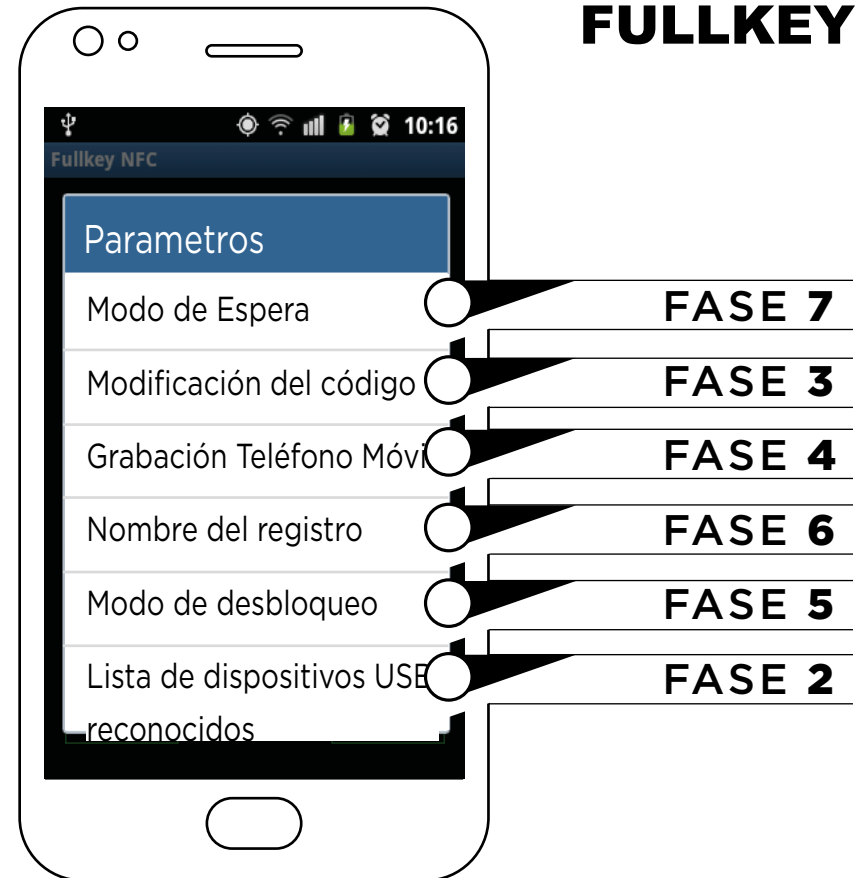 FULLKEY
10:16
Fullkey NFC
Parametros
Modo de Espera
FASE 7
Modificación del código
FASE 3
Grabación Teléfono Móvi
FASE 4
Nombre del registro
FASE 6
Modo de desbloqueo
FASE 5
Lista de dispositivos USB
FASE 2
reconocidos